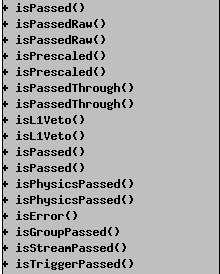 + isPassed()
+ isPassedRaw()
+ isPassedRaw()
+ isPrescaled()
+ isPrescaled()
+ isPassedThrough()
+ isPassedThrough()
+ isL1Veto()
+ isL1Veto()
+ isPassed()
+ isPassed()
+ isPhysicsPassed()
+ isPhysicsPassed()
+ isError()
+ isGroupPassed()
+ isStreamPassed()
+ isTriggerPassed()